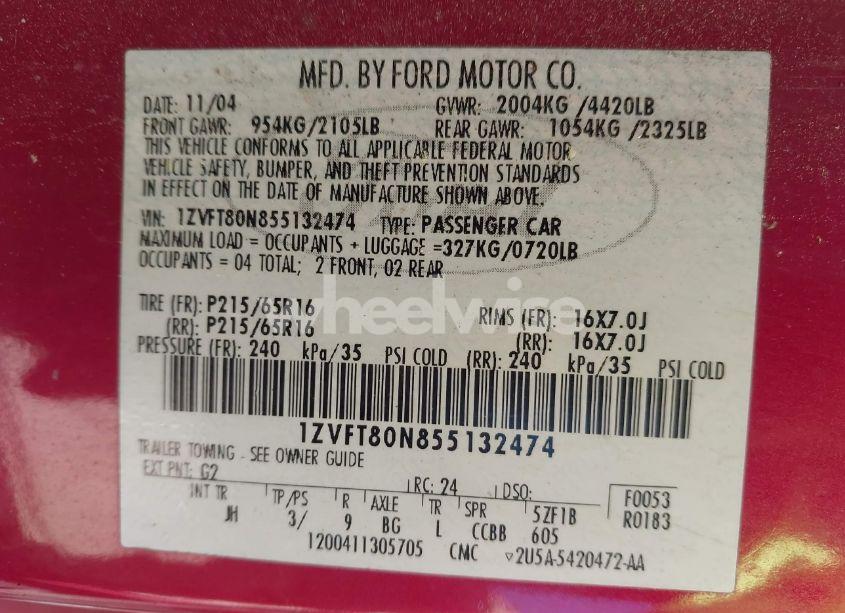 MFD. BY FORD MOTOR CO.
DATE: 11/04 GVWR: 2004KG /4420LB
FRONT GAWR: 954KG/2105LB REAR GAWR: 1054KG /2325LB
THIS VEHICLE CONFORMS TO ALL APPLICABLE FEDERAL MOTOR
VEHICLE SAFETY, BUMPER, AND THEFT PREVENTION STANDARDS
IN EFFECT ON THE DATE OF MANUFACTURE SHOWN ABOVE.
VIN: 1ZVFT80N855132474 TYPE: PASSENGER CAR
MAXIMUM LOAD = OCCUPANTS + LUGGAGE =327KG/0720LB
OCCUPANTS = 04 TOTAL; 2 FRONT, 02 REAR
wheelwire
TIRE (FR): P215/65R16 RIMS (FR): 16X7.0J
(RR): P215/65R16 (RR): 16X7.0J
PRESSURE (FR): 240 kPa/35 PSI COLD (RR): 240 kPa/35 PSI COLD
1ZVFT80N855132474
TRAILER TOWING - SEE OWNER GUIDE
EXT PNT: G2 RC: 24 DSO: F0053
INT TR TP/PS R AXLE TR SPR 5ZF1B R0183
JH 3/ 9 BG L CCBB 605
1200411305705 CMC ▽2U5A-5420472-AA